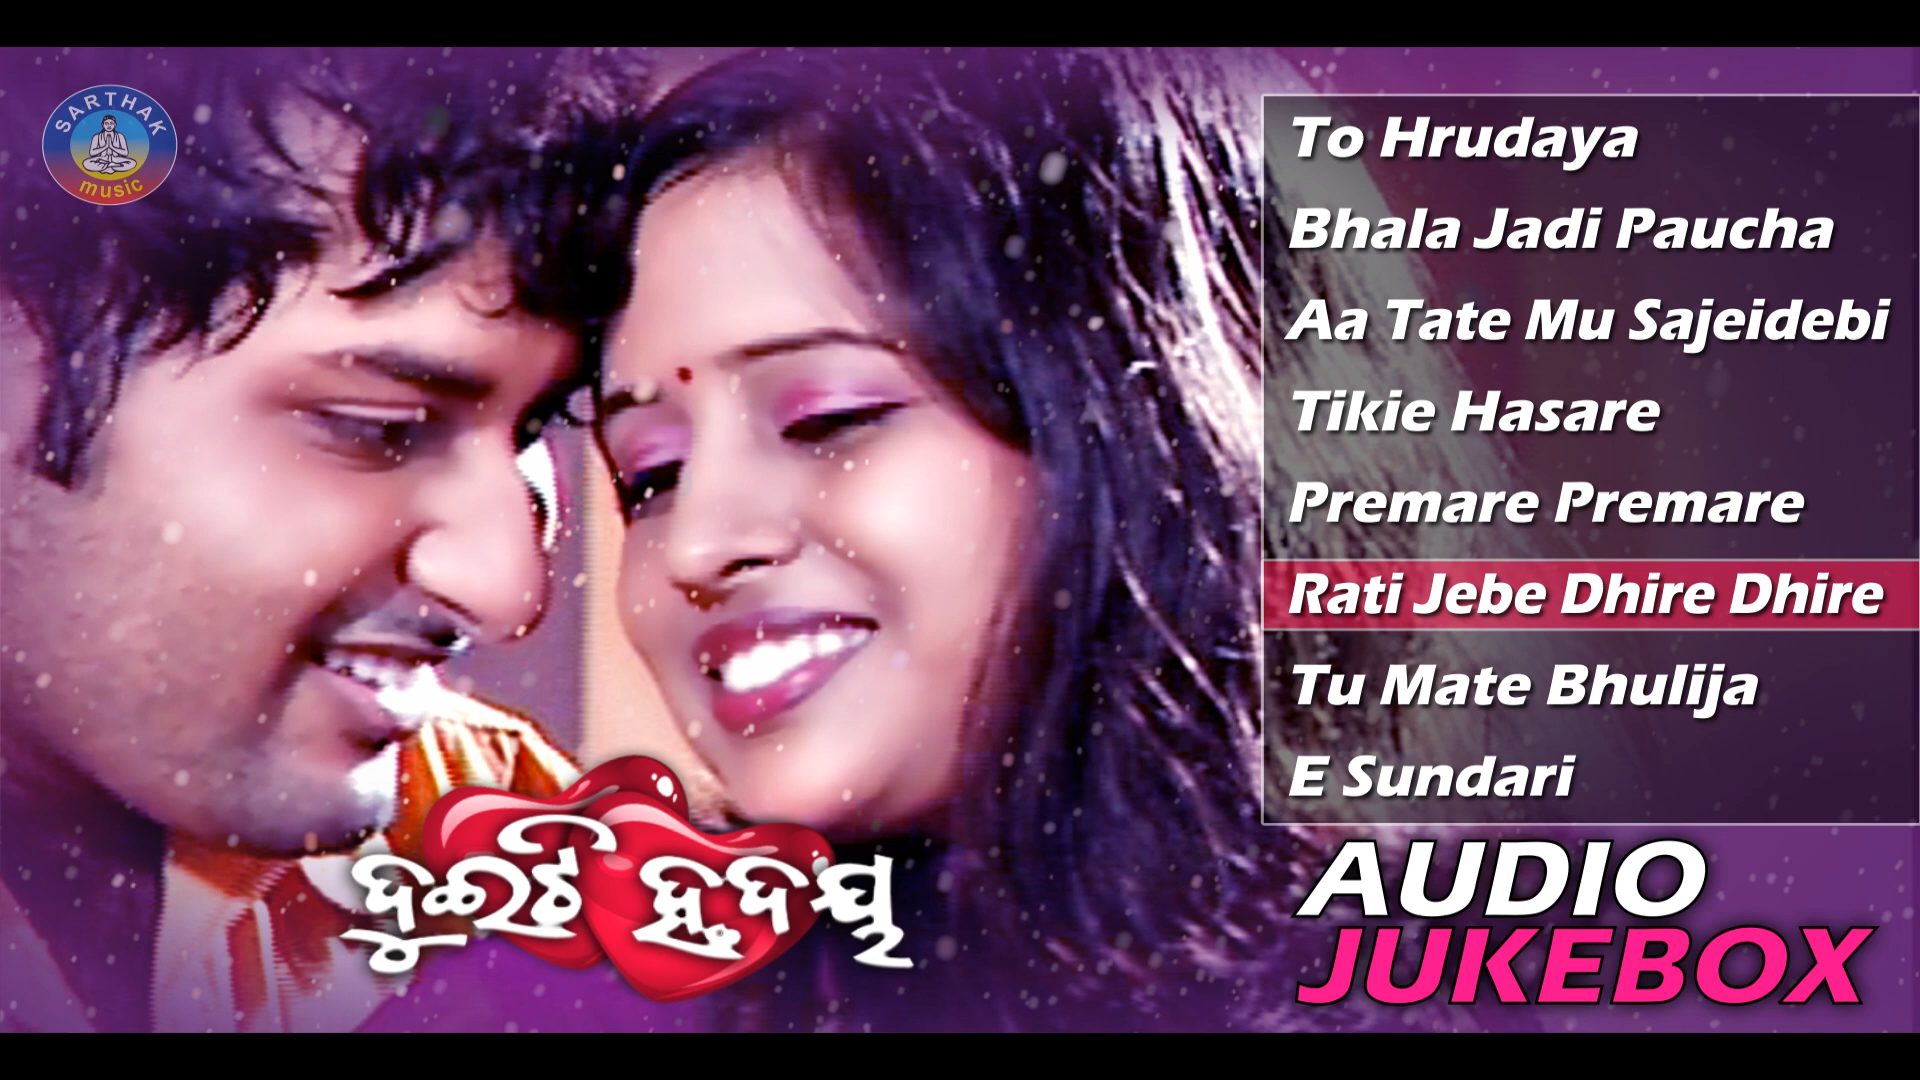 SARTHAK
music
To Hrudaya
Bhala Jadi Paucha
Aa Tate Mu Sajeidebi
Tikie Hasare
Premare Premare
Rati Jebe Dhire Dhire
Tu Mate Bhulija
E Sundari
ଦୁଇଟି ହୃଦୟ
AUDIO
JUKEBOX